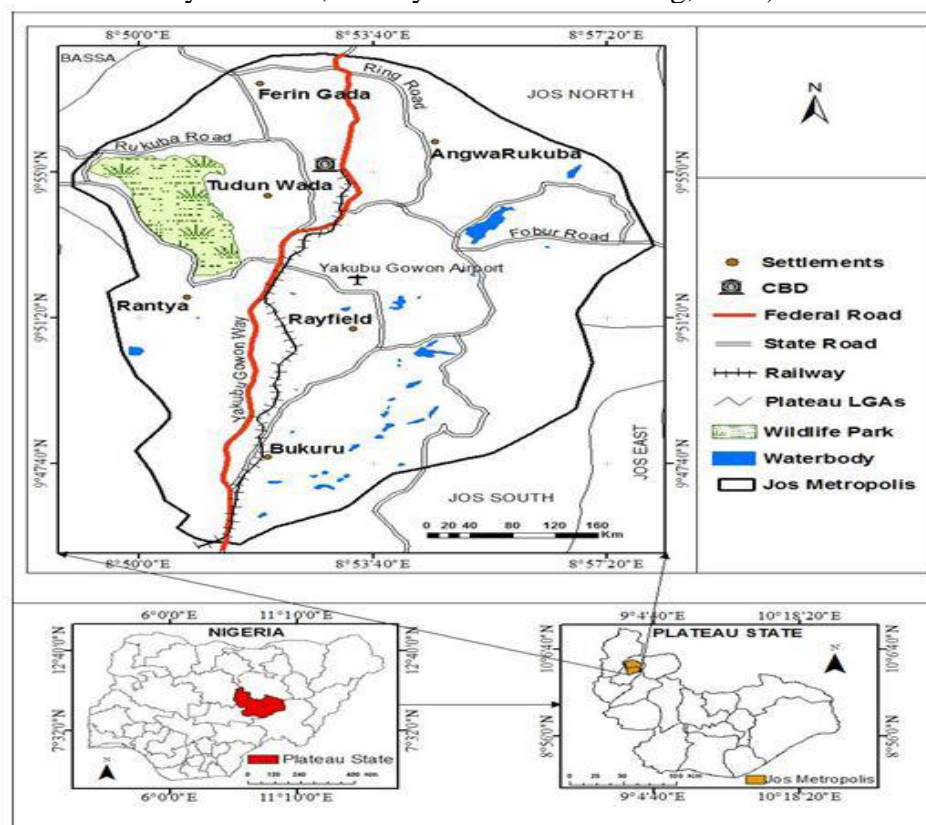 8°50'0"E 8°53'40"E 8°57'20"E
BASSA
Ring Road
Ferin Gada
JOS NORTH
N
Rukuba Road
AngwaRukuba
9°55'0"N 9°55'0"N
Tudun Wada
Fobur Road
Yakubu Gowon Airport
Rantya
Rayfield
9°51'20"N 9°51'20"N
Yakubu Gowon Way
Bukuru
9°47'40"N 9°47'40"N
JOS EAST
JOS SOUTH
0 20 40 80 120 160
Km
8°50'0"E 8°53'40"E 8°57'20"E
Settlements
CBD
Federal Road
State Road
Railway
Plateau LGAs
Wildlife Park
Waterbody
Jos Metropolis
6°0'0"E 11°10'0"E
NIGERIA
N
12°40'0"N 12°40'0"N
7°32'0"N 7°32'0"N
Plateau State
6°0'0"E 11°10'0"E
9°4'40"E 10°18'20"E
PLATEAU STATE
N
10°6'40"N 10°6'40"N
8°56'0"N 8°56'0"N
0 25 50 100 Km
Jos Metropolis
9°4'40"E 10°18'20"E